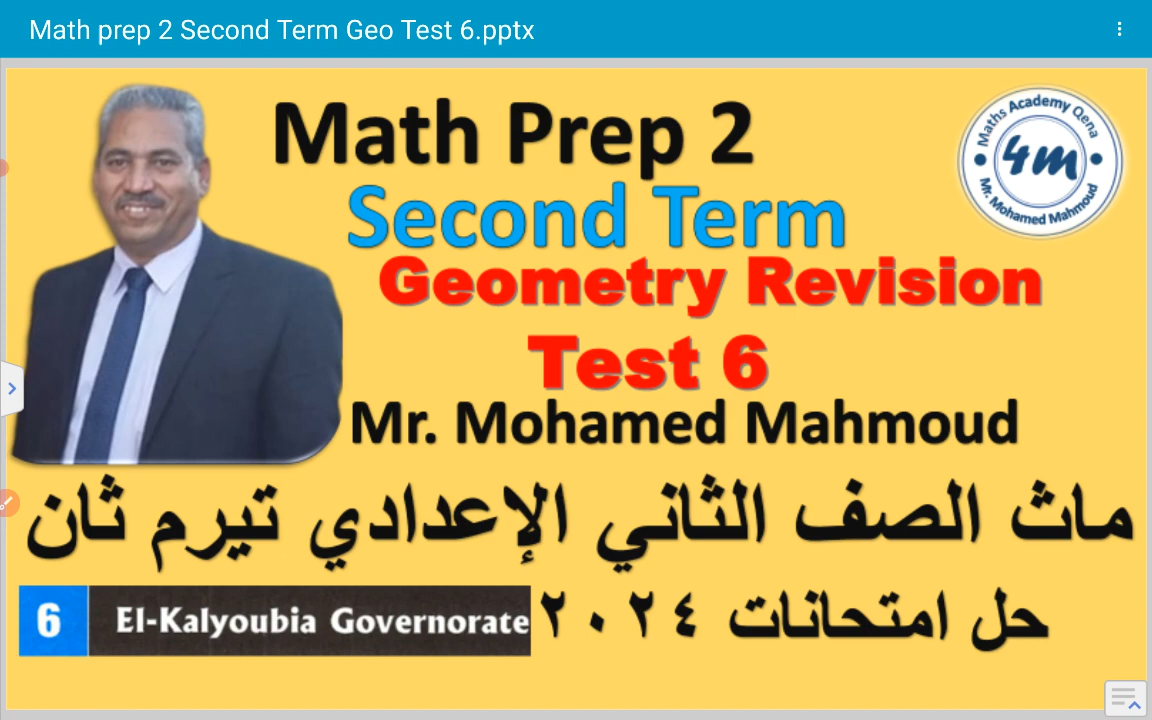 Math prep 2 Second Term Geo Test 6.pptx
Math Prep 2
Maths Academy Qena
4m
Mr. Mohamed Mahmoud
Second Term
Geometry Revision
Test 6
Mr. Mohamed Mahmoud
ماث الصف الثاني الإعدادي تيرم ثان
6 El-Kalyoubia Governorate
حل امتحانات ٢٠٢٤